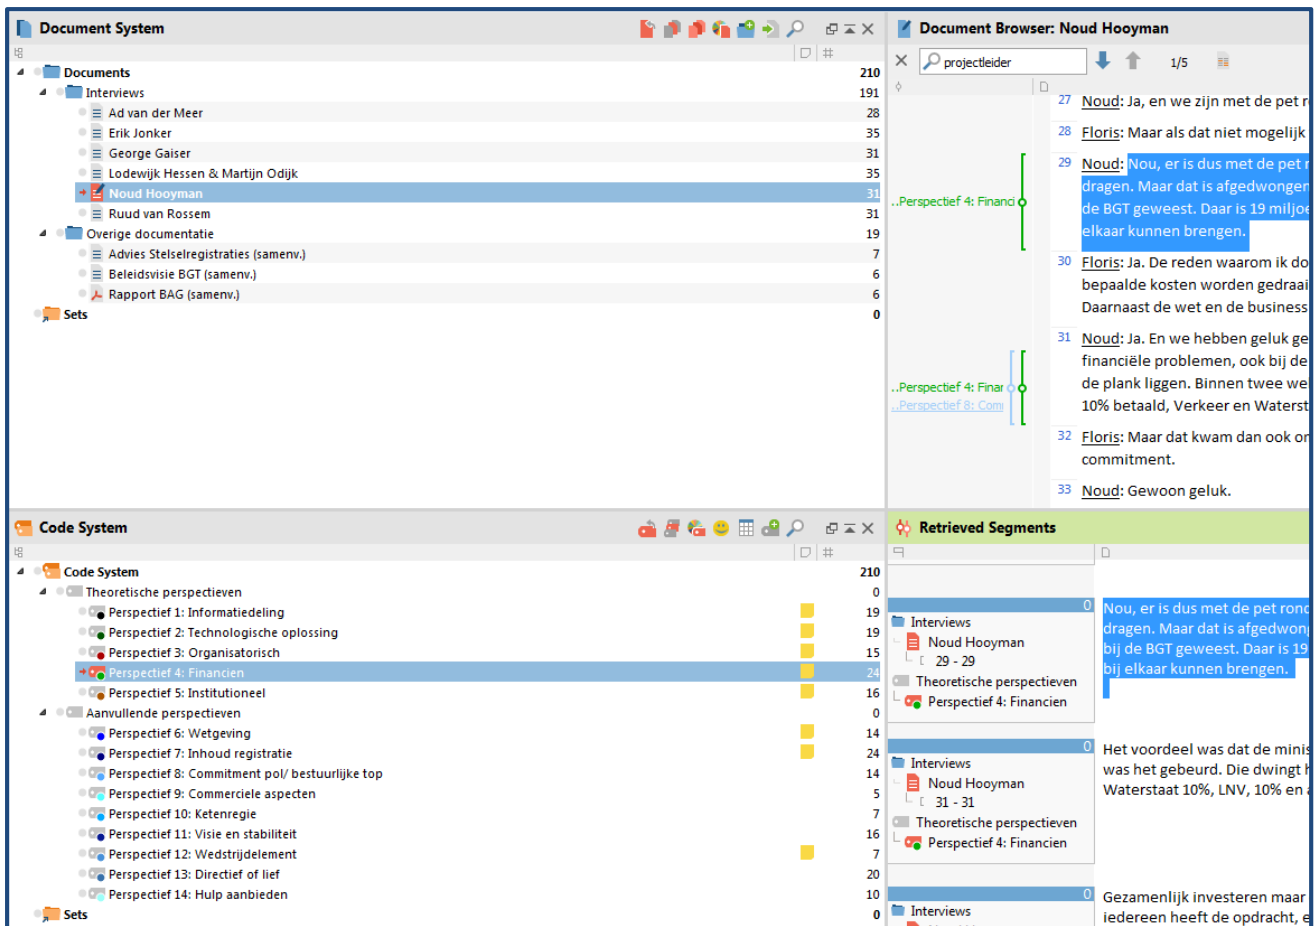 Document System
#
Documents 210
Interviews 191
Ad van der Meer 28
Erik Jonker 35
George Gaiser 31
Lodewijk Hessen & Martijn Odijk 35
Noud Hooyman 31
Ruud van Rossem 31
Overige documentatie 19
Advies Stelselregistraties (samenv.) 7
Beleidsvisie BGT (samenv.) 6
Rapport BAG (samenv.) 6
Sets 0
Document Browser: Noud Hooyman
projectleider 1/5
27 Noud: Ja, en we zijn met de pet r
28 Floris: Maar als dat niet mogelijk
29 Noud: Nou, er is dus met de pet r
dragen. Maar dat is afgedwongen
..Perspectief 4: Financi
de BGT geweest. Daar is 19 miljoe
elkaar kunnen brengen.
30 Floris: Ja. De reden waarom ik do
bepaalde kosten worden gedraai
Daarnaast de wet en de business
31 Noud: Ja. En we hebben geluk ge
financiële problemen, ook bij de
..Perspectief 4: Finar
de plank liggen. Binnen twee we
..Perspectief 8: Com
10% betaald, Verkeer en Waterst
32 Floris: Maar dat kwam dan ook or
commitment.
33 Noud: Gewoon geluk.
Code System
#
Code System 210
Theoretische perspectieven 0
Perspectief 1: Informatiedeling 19
Perspectief 2: Technologische oplossing 19
Perspectief 3: Organisatorisch 15
Perspectief 4: Financien 24
Perspectief 5: Institutioneel 16
Aanvullende perspectieven 0
Perspectief 6: Wetgeving 14
Perspectief 7: Inhoud registratie 24
Perspectief 8: Commitment pol/ bestuurlijke top 14
Perspectief 9: Commerciele aspecten 5
Perspectief 10: Ketenregie 7
Perspectief 11: Visie en stabiliteit 16
Perspectief 12: Wedstrijdelement 7
Perspectief 13: Directief of lief 20
Perspectief 14: Hulp aanbieden 10
Sets 0
Retrieved Segments
0
Interviews
Noud Hooyman
29 - 29
Theoretische perspectieven
Perspectief 4: Financien
Nou, er is dus met de pet rond
dragen. Maar dat is afgedwong
bij de BGT geweest. Daar is 19
bij elkaar kunnen brengen.
0
Interviews
Noud Hooyman
31 - 31
Theoretische perspectieven
Perspectief 4: Financien
Het voordeel was dat de minis
was het gebeurd. Die dwingt h
Waterstaat 10%, LNV, 10% en a
0
Interviews
Gezamenlijk investeren maar
iedereen heeft de opdracht, e